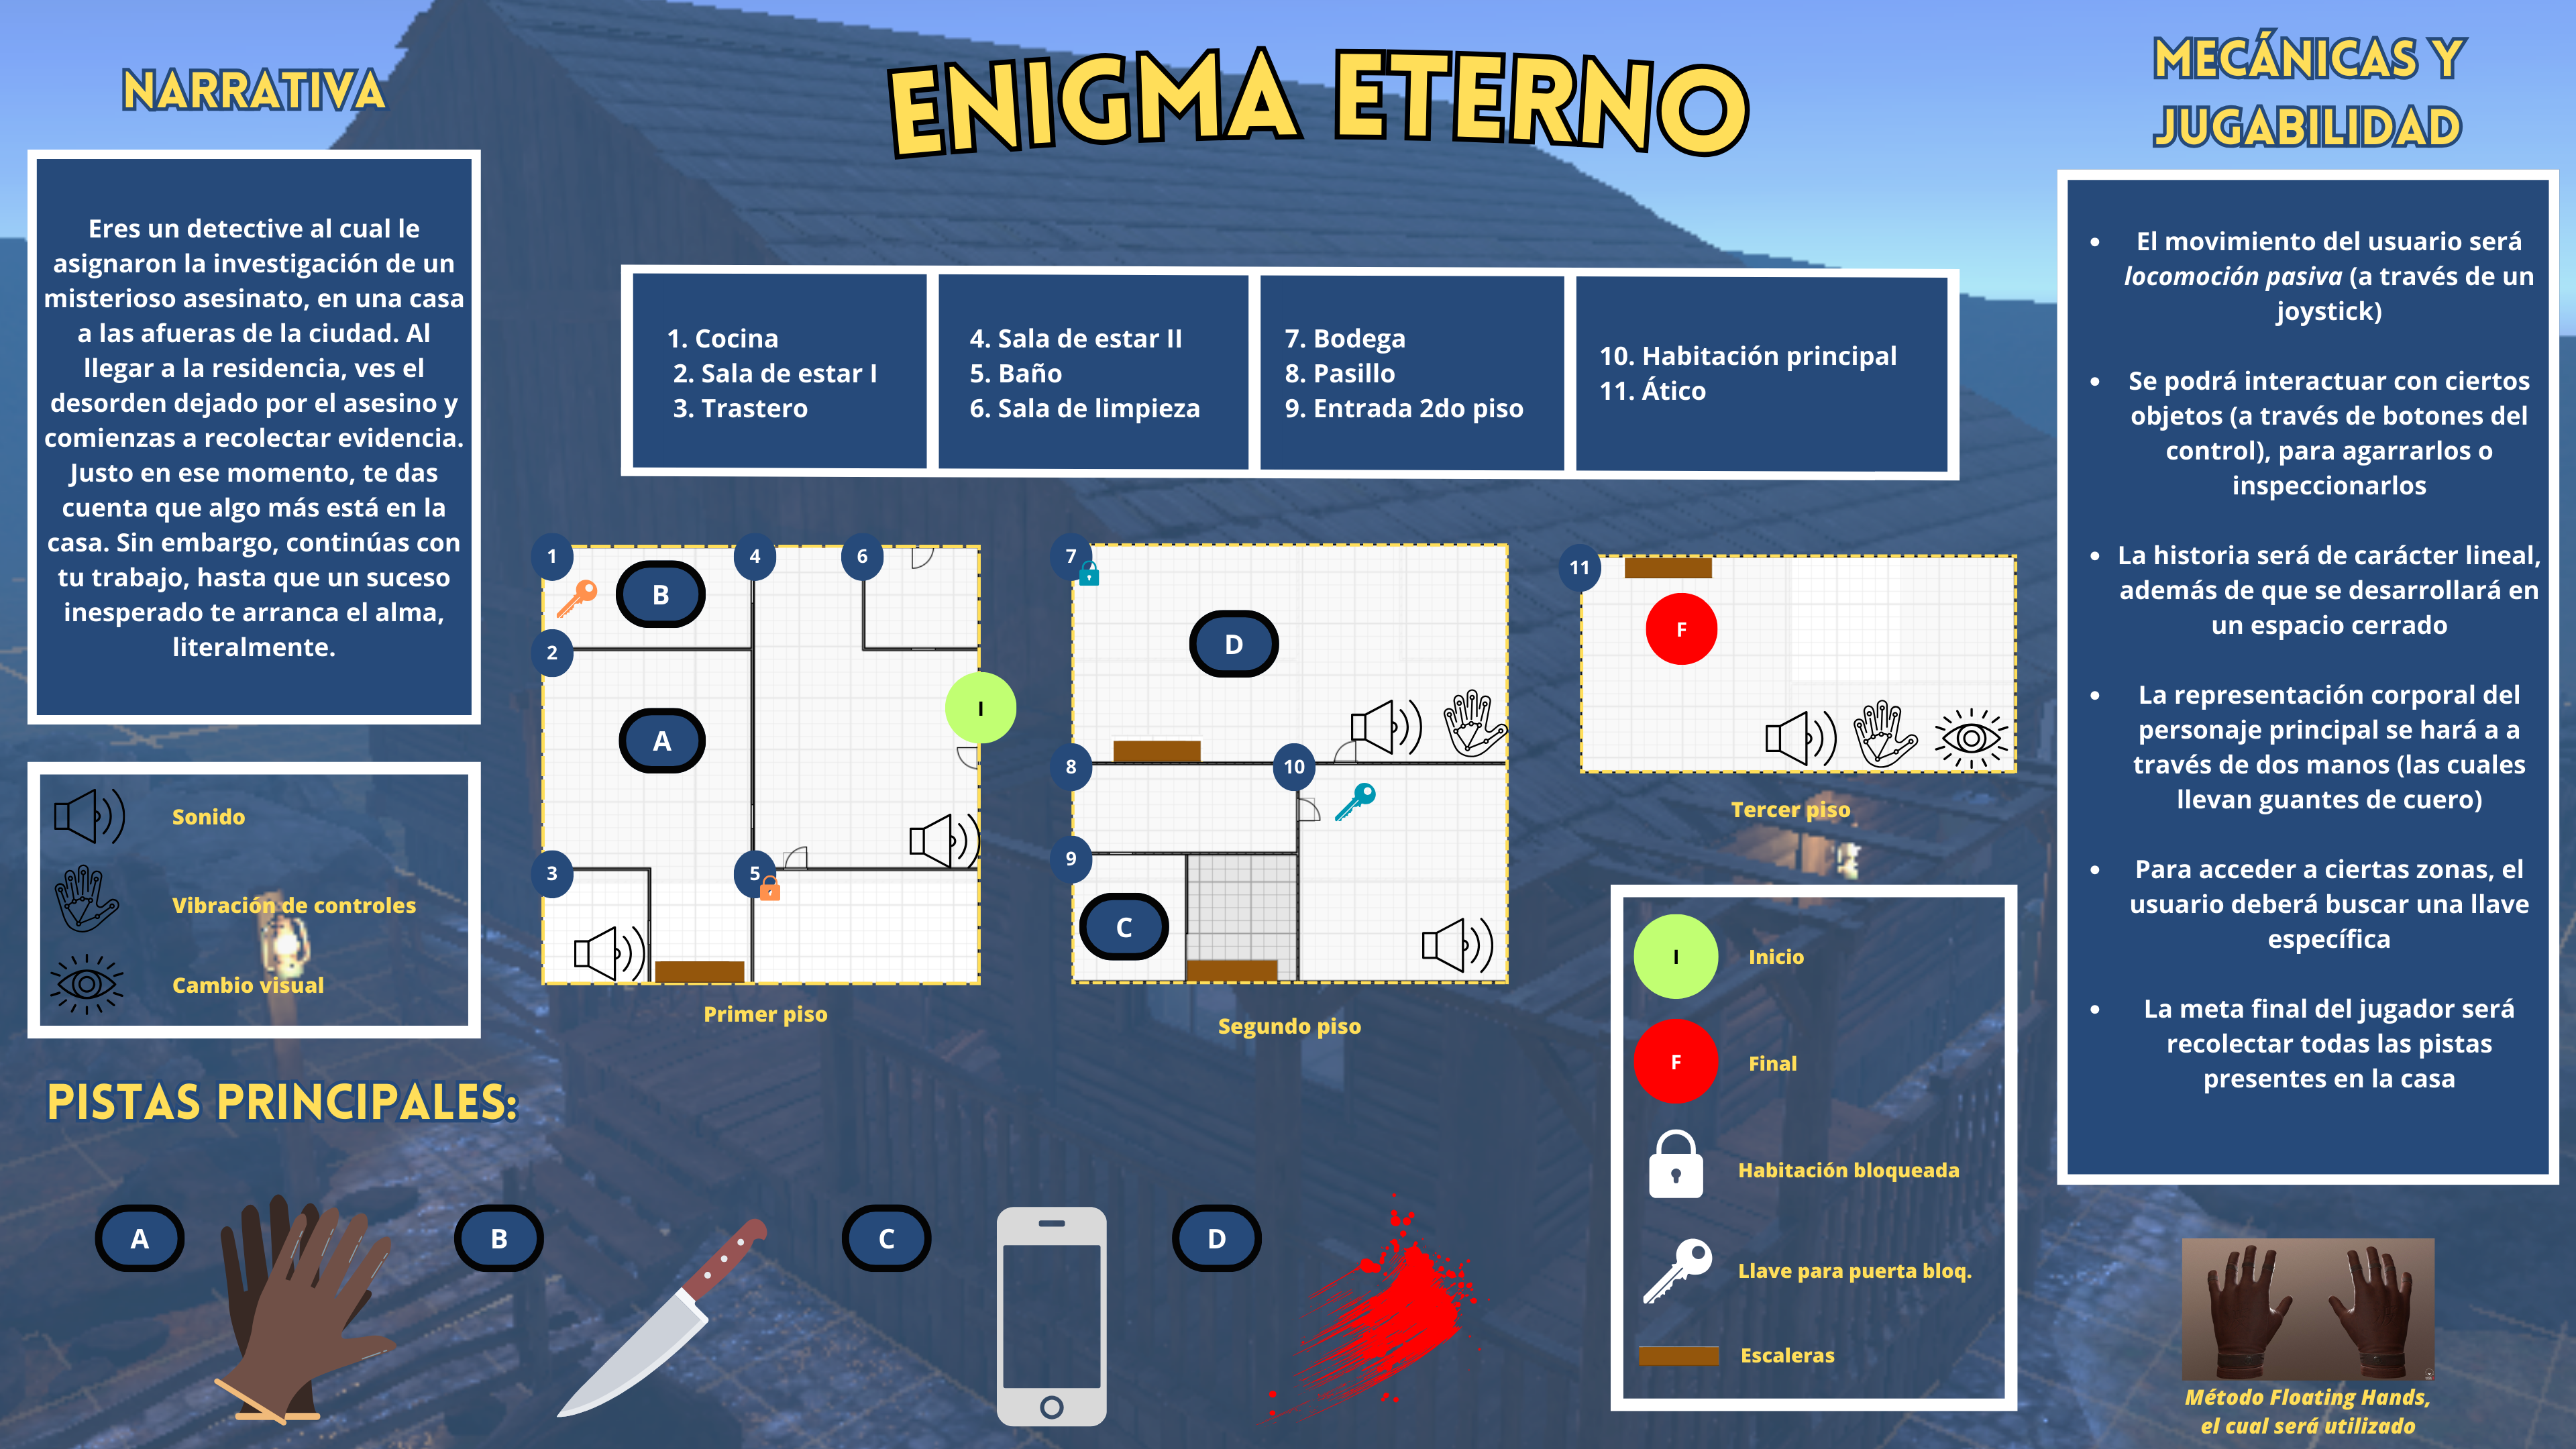 ENIGMA ETERNO
NARRATIVA
Eres un detective al cual le
asignaron la investigación de un
misterioso asesinato, en una casa
a las afueras de la ciudad. Al
llegar a la residencia, ves el
desorden dejado por el asesino y
comienzas a recolectar evidencia.
Justo en ese momento, te das
cuenta que algo más está en la
casa. Sin embargo, continúas con
tu trabajo, hasta que un suceso
inesperado te arranca el alma,
literalmente.
Sonido
Vibración de controles
Cambio visual
1. Cocina
2. Sala de estar I
3. Trastero
4. Sala de estar II
5. Baño
6. Sala de limpieza
7. Bodega
8. Pasillo
9. Entrada 2do piso
10. Habitación principal
11. Ático
1
4
6
B
2
I
A
3
5
Primer piso
7
D
8
10
9
C
Segundo piso
11
F
Tercer piso
I
Inicio
F
Final
Habitación bloqueada
Llave para puerta bloq.
Escaleras
MECÁNICAS Y
JUGABILIDAD
• El movimiento del usuario será
locomoción pasiva (a través de un
joystick)
• Se podrá interactuar con ciertos
objetos (a través de botones del
control), para agarrarlos o
inspeccionarlos
• La historia será de carácter lineal,
además de que se desarrollará en
un espacio cerrado
• La representación corporal del
personaje principal se hará a a
través de dos manos (las cuales
llevan guantes de cuero)
• Para acceder a ciertas zonas, el
usuario deberá buscar una llave
específica
• La meta final del jugador será
recolectar todas las pistas
presentes en la casa
Método Floating Hands,
el cual será utilizado
PISTAS PRINCIPALES:
A
B
C
D